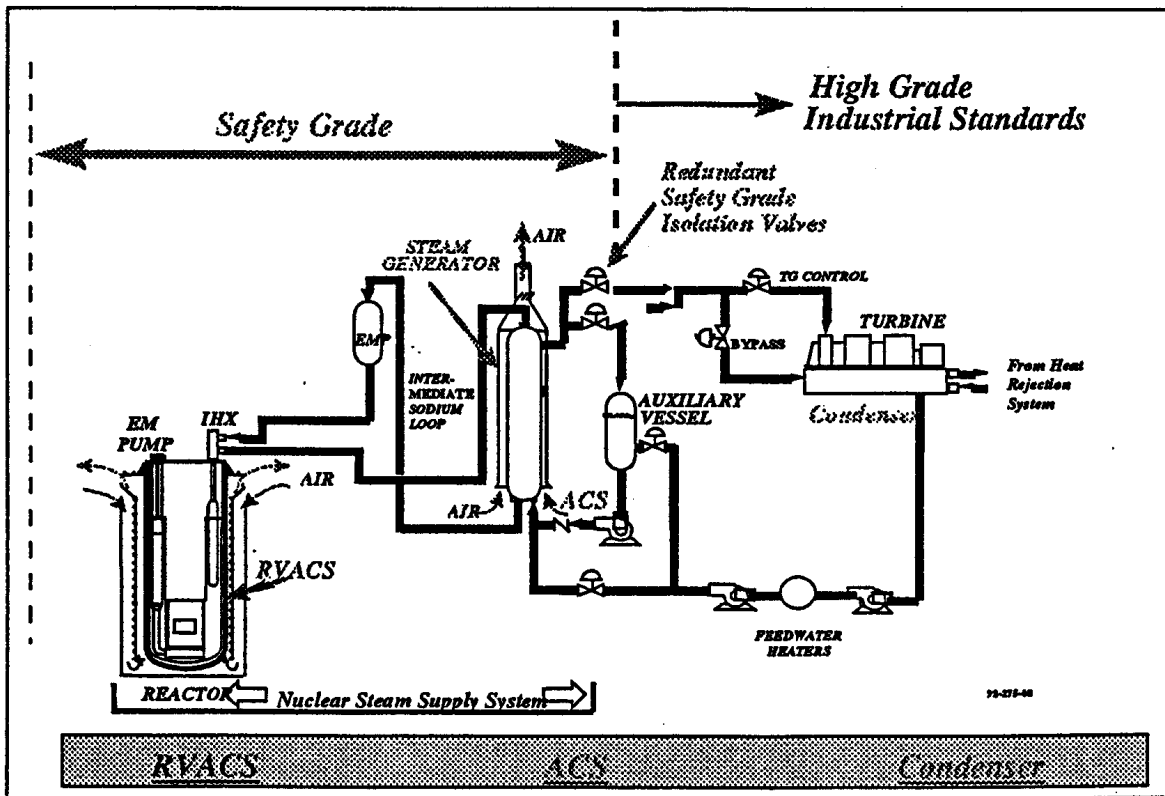 Safety Grade
High Grade
Industrial Standards
Redundant
Safety Grade
Isolation Valves
AIR
STEAM
GENERATOR
TG CONTROL
EMP
TURBINE
BYPASS
From Heat
Rejection
System
INTER-
MEDIATE
SODIUM
LOOP
AUXILIARY
VESSEL
Condenser
EM
PUMP
IHX
AIR
AIR
ACS
RVACS
FEEDWATER
HEATERS
REACTOR
Nuclear Steam Supply System
RVACS
ACS
Condenser